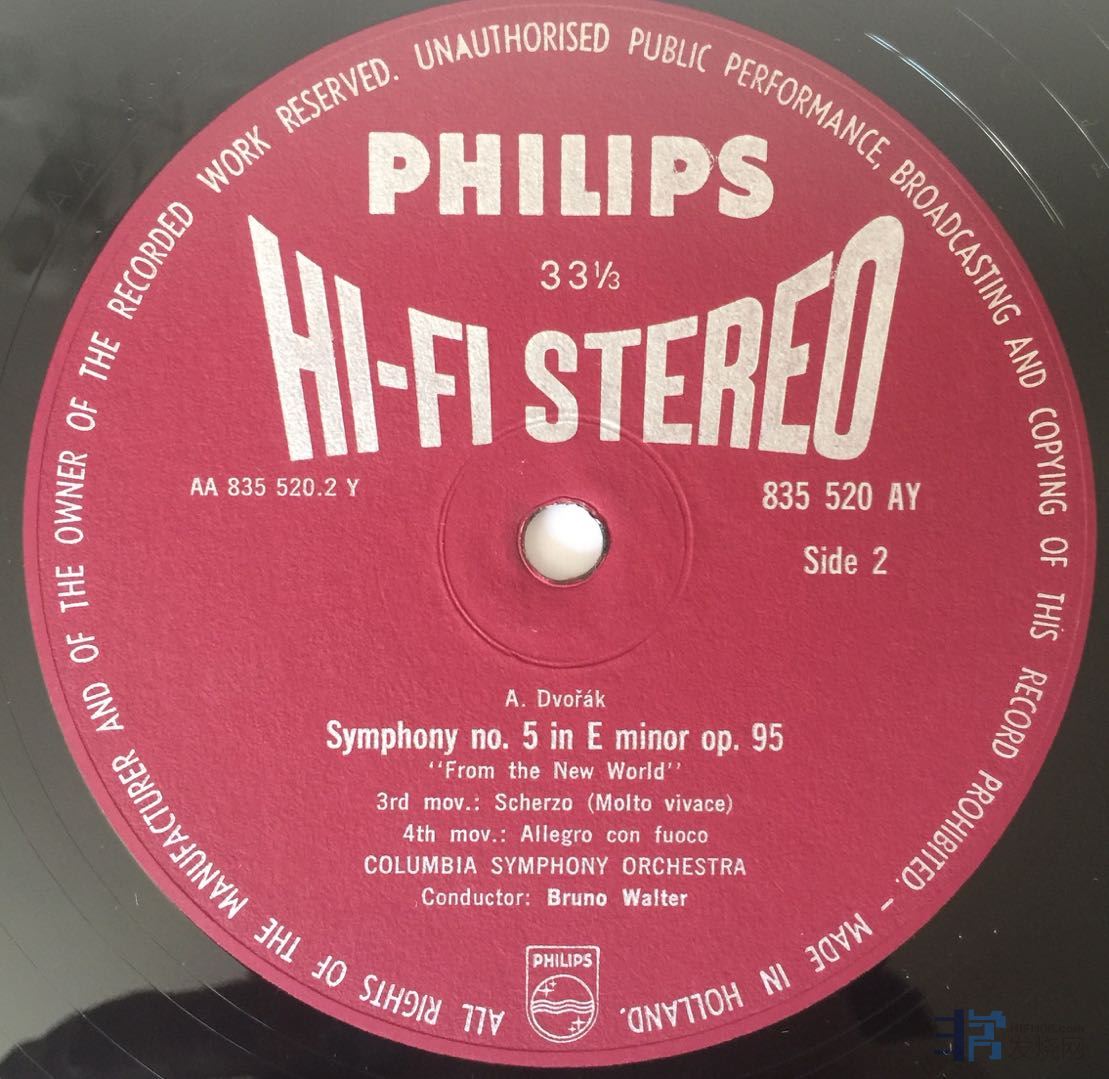 ALL RIGHTS OF THE MANUFACTURER AND OF THE OWNER OF THE RECORDED WORK RESERVED. UNAUTHORISED PUBLIC PERFORMANCE, BROADCASTING AND COPYING OF THIS RECORD PROHIBITED. – MADE IN HOLLAND.
PHILIPS
33⅓
HI-FI STEREO
AA 835 520.2 Y
835 520 AY
Side 2
A. Dvořák
Symphony no. 5 in E minor op. 95
“From the New World”
3rd mov.: Scherzo (Molto vivace)
4th mov.: Allegro con fuoco
COLUMBIA SYMPHONY ORCHESTRA
Conductor: Bruno Walter
PHILIPS
发烧网